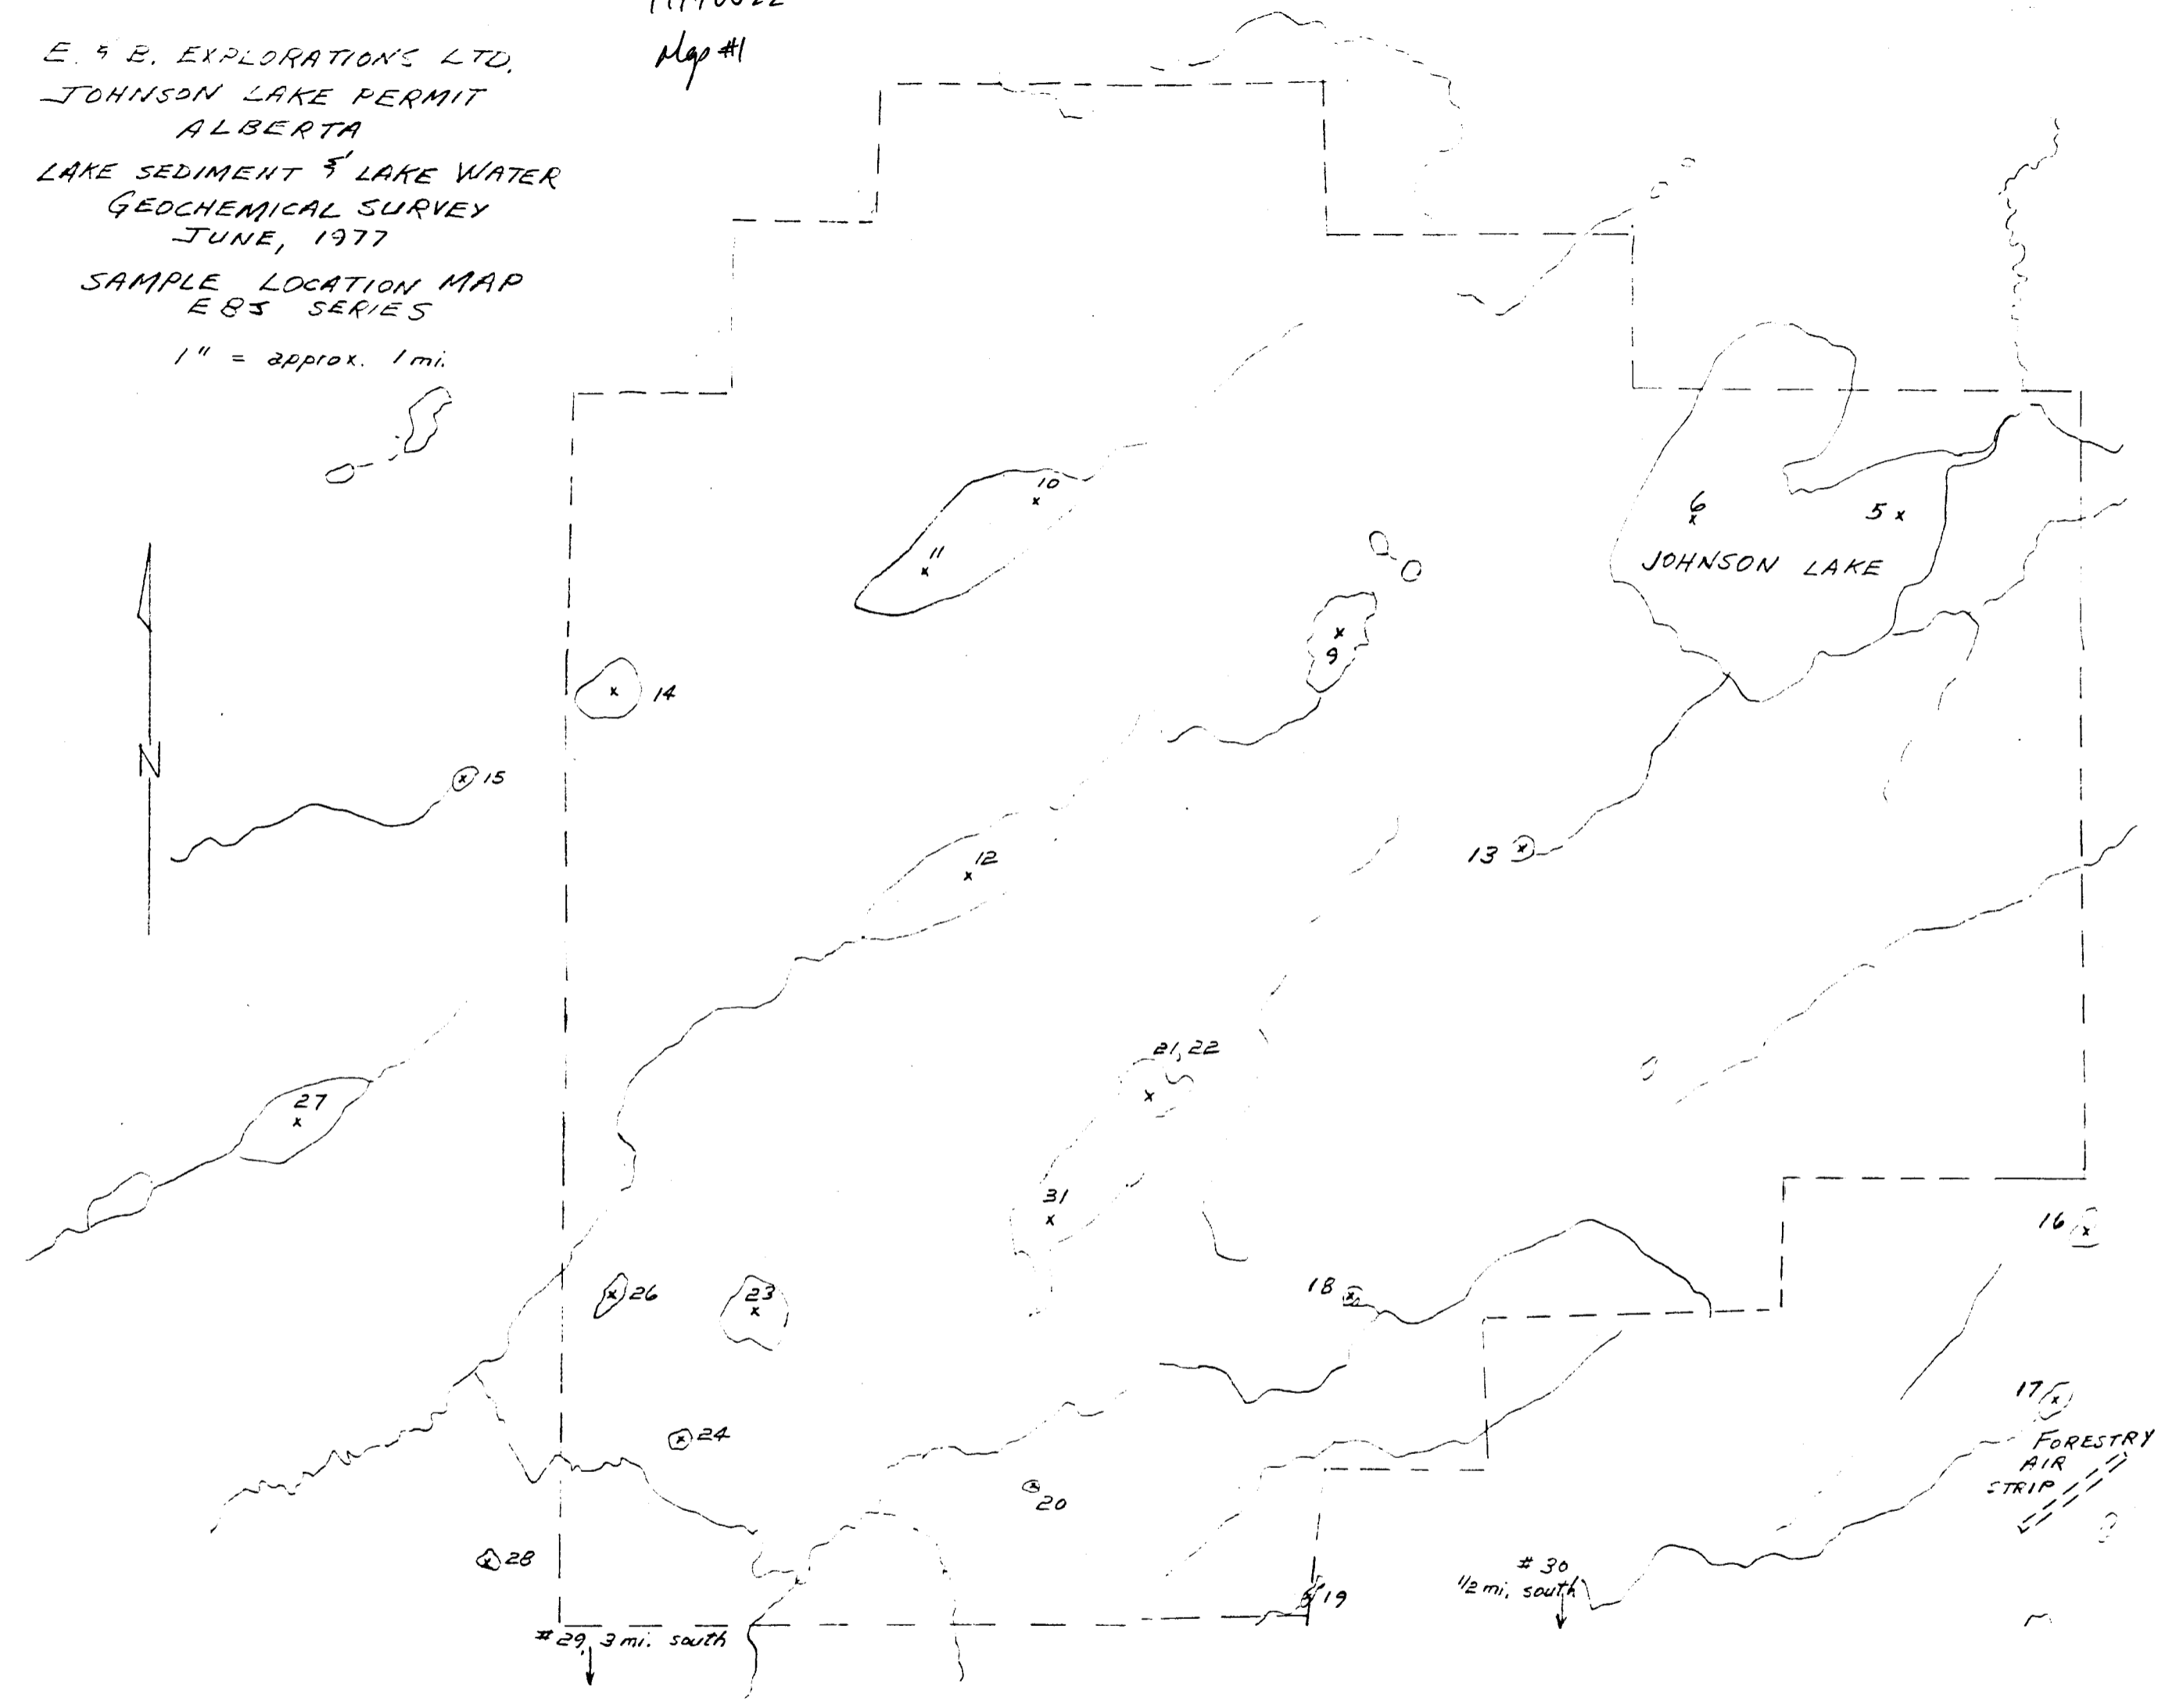 Map #1
E. & B. EXPLORATIONS LTD.
JOHNSON LAKE PERMIT
ALBERTA
LAKE SEDIMENT & LAKE WATER
GEOCHEMICAL SURVEY
JUNE, 1977
SAMPLE LOCATION MAP
EBJ SERIES
1" = approx. 1 mi.
10
11
6
5 x
JOHNSON LAKE
9
14
N
15
12
13
21, 22
27
31
16
18
26
23
17
24
FORESTRY
AIR
STRIP
20
28
19
# 30
1/2 mi. south
# 29, 3 mi. south